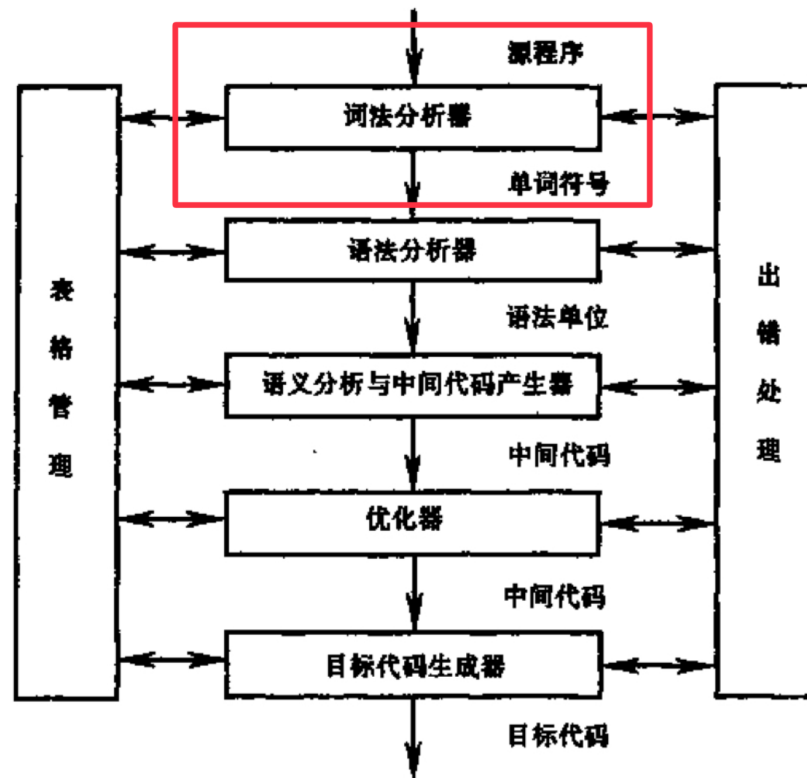 源程序
词法分析器
单词符号
语法分析器
语法单位
语义分析与中间代码产生器
中间代码
优化器
中间代码
目标代码生成器
目标代码
表格管理
出错处理